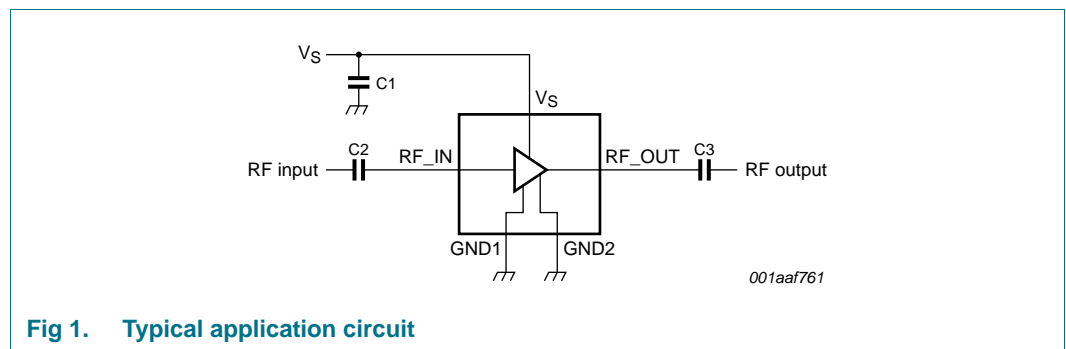 VS
C1
VS
C2
RF_IN
RF_OUT
C3
RF input
RF output
GND1
GND2
001aaf761
Fig 1. Typical application circuit